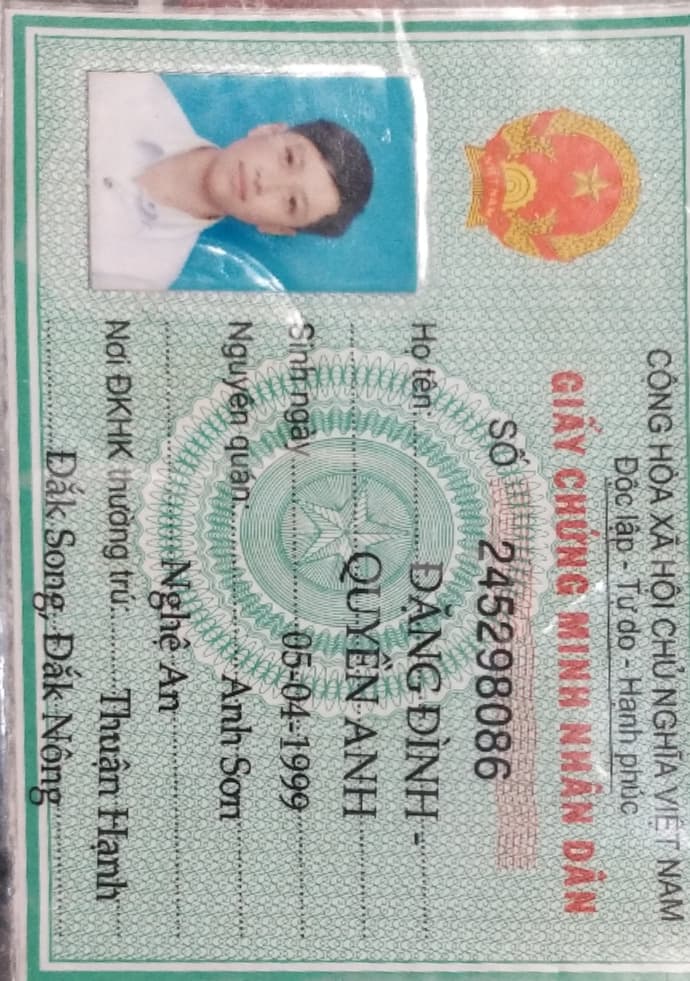 CỘNG HÒA XÃ HỘI CHỦ NGHĨA VIỆT NAM
Độc lập - Tự do - Hạnh phúc
GIẤY CHỨNG MINH NHÂN DÂN
SỐ 245298086
Họ tên: ĐẶNG ĐÌNH -
QUYỀN ANH
Sinh ngày 05-04-1999
Nguyên quán: Anh Sơn
Nghệ An
Nơi ĐKHK thường trú: Thuận Hạnh
Đắk Song, Đắk Nông
VIỆT NAM